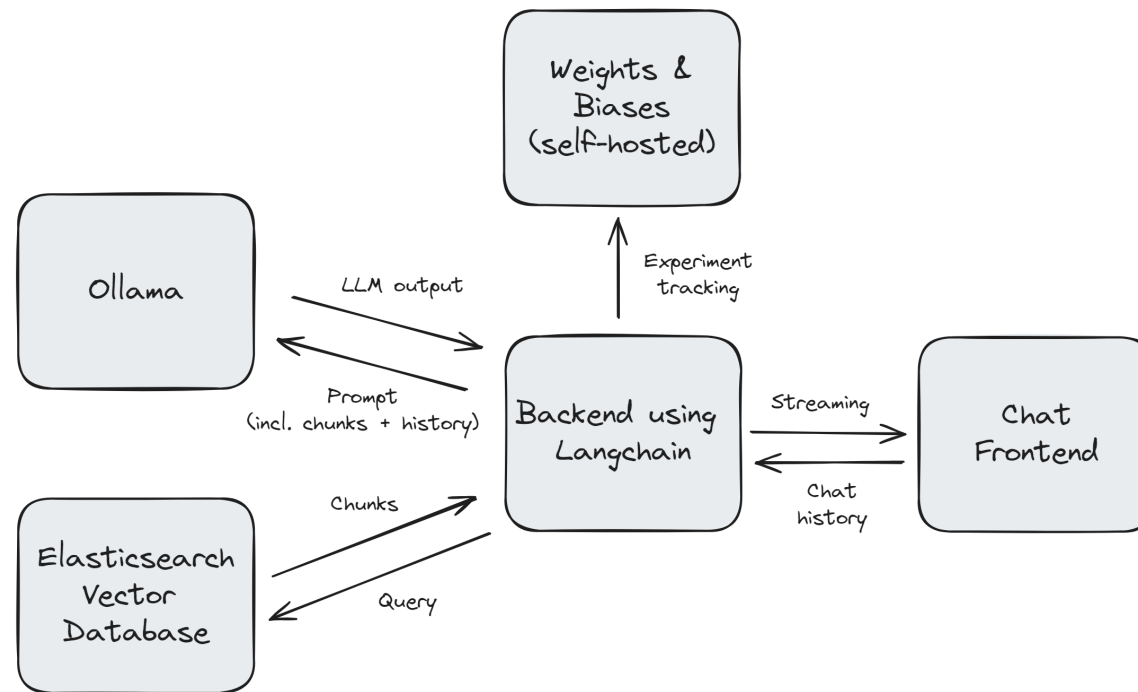 Weights &
Biases
(self-hosted)
Ollama
LLM output
Experiment
tracking
Prompt
(incl. chunks + history)
Backend using
Langchain
Streaming
Chat
history
Chat
Frontend
Chunks
Query
Elasticsearch
Vector
Database